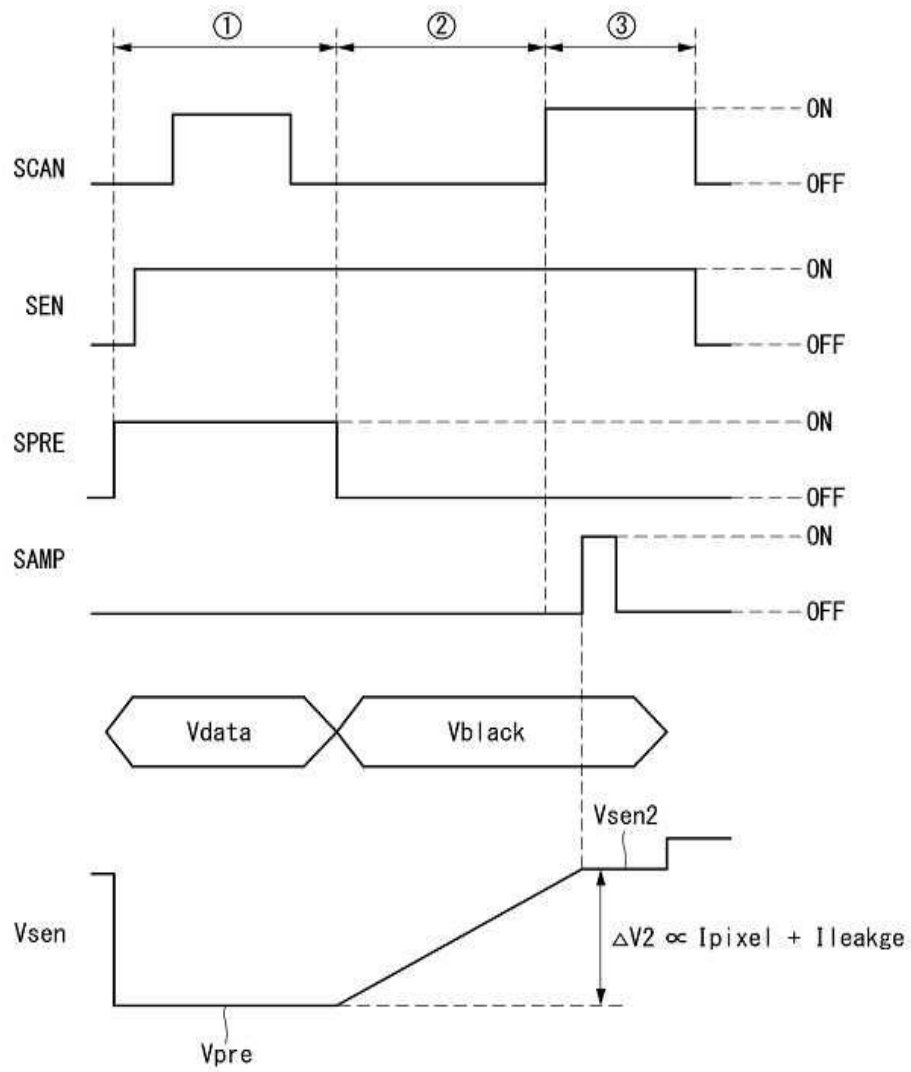 ① ② ③
ON
SCAN
OFF
ON
SEN
OFF
ON
SPRE
OFF
ON
SAMP
OFF
Vdata Vblack
Vsen2
Vsen △V2 ∝ Ipixel + Ileakge
Vpre